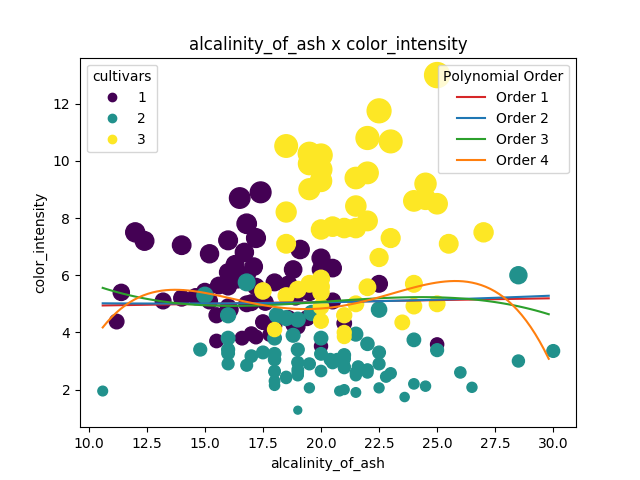 alcalinity_of_ash x color_intensity
cultivars
1
2
3
Polynomial Order
Order 1
Order 2
Order 3
Order 4
color_intensity
12
10
8
6
4
2
10.0 12.5 15.0 17.5 20.0 22.5 25.0 27.5 30.0
alcalinity_of_ash